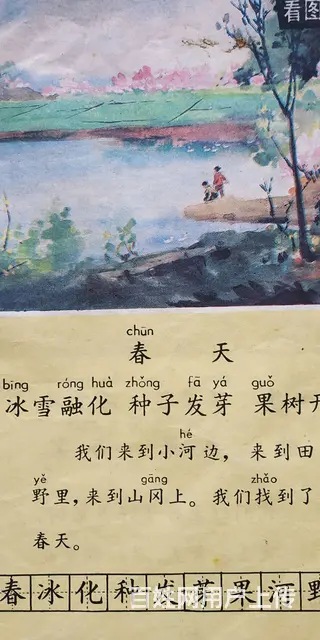 看图
chūn
春 天
bing róng huà zhǒng fā yá guǒ
冰雪融化 种子发芽 果树开
hé
我们来到小河边，来到田
yě gāng zhǎo
野里，来到山冈上。我们找到了
春天。
春冰化种发芽果河野
百姓网用户上传